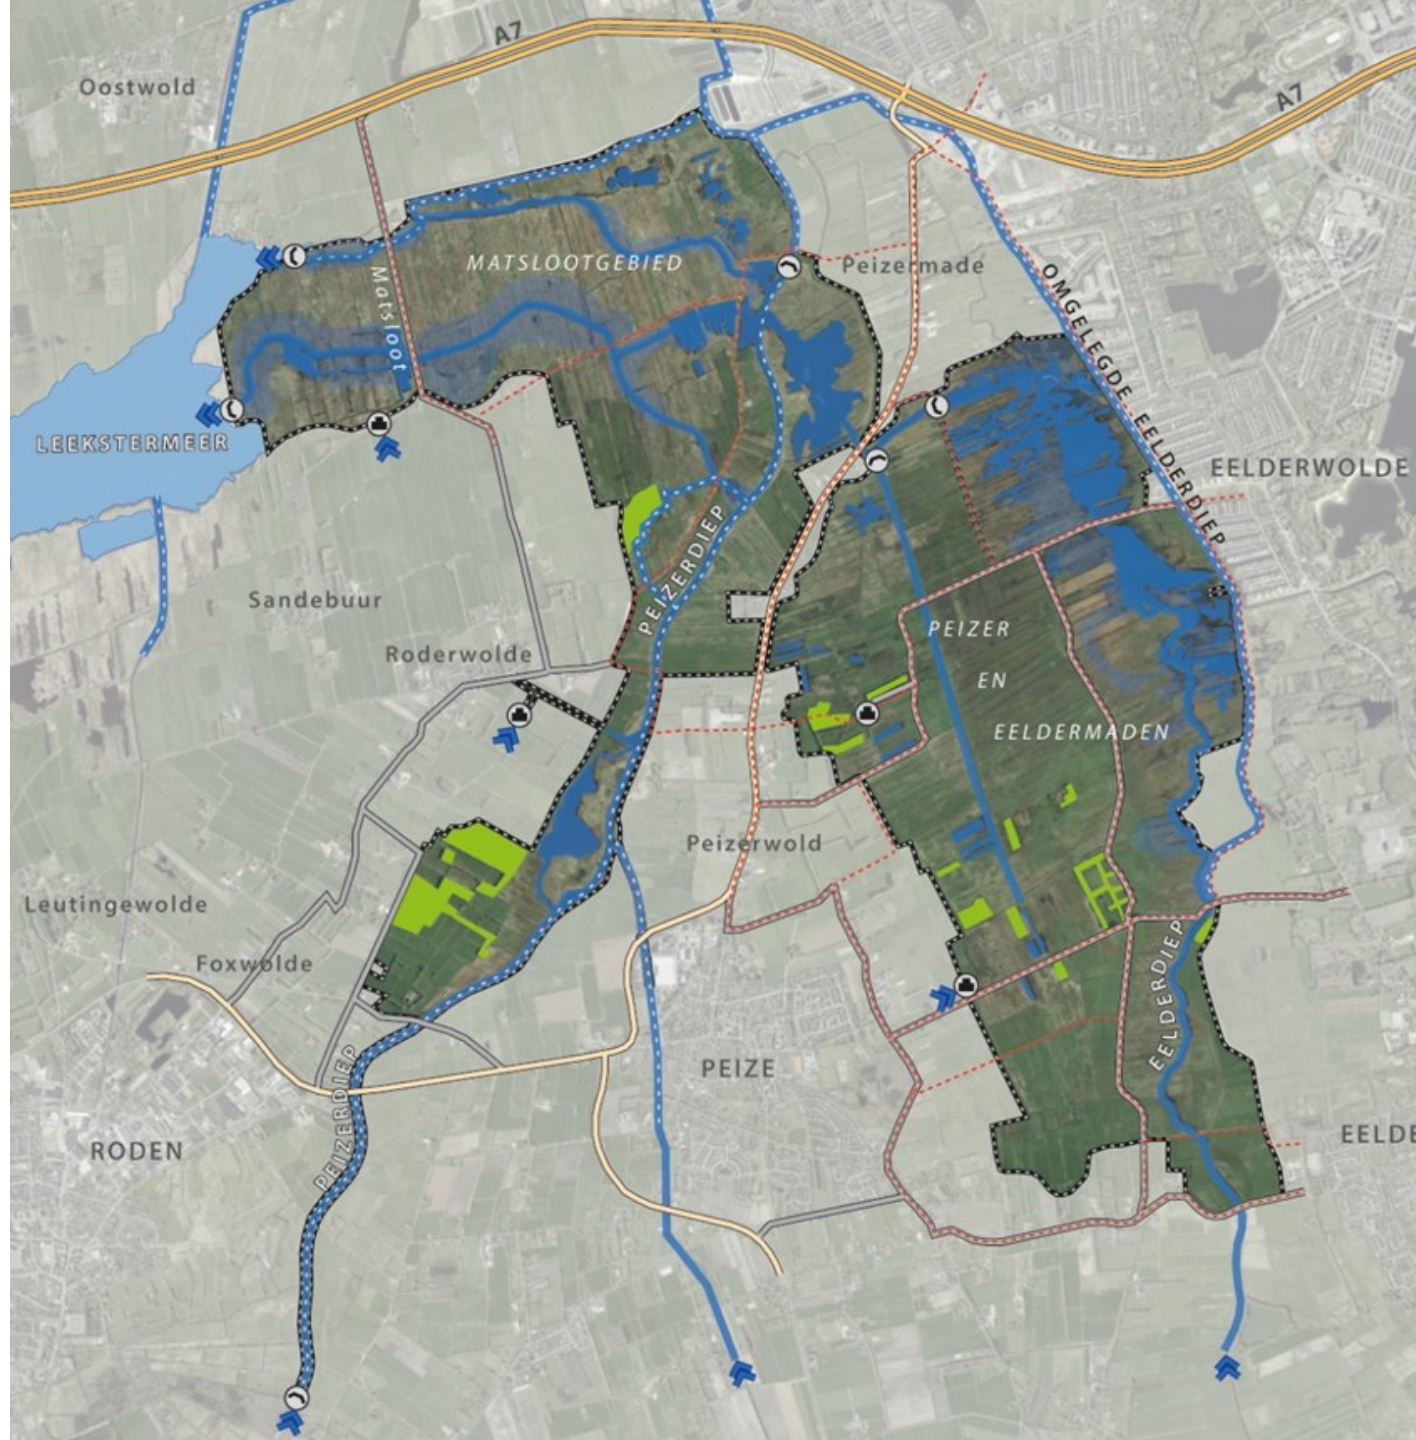 A7
Oostwold
A7
MATSLOOTGEBIED
Peizermade
Matsloot
OMGELEGDE EELDERDIEP
LEEKSTERMEER
EELDERWOLDE
PEIZERDIEP
Sandebuur
Roderwolde
PEIZER
EN
EELDERMADEN
Peizerwold
Leutingewolde
Foxwolde
EELDERDIEP
PEIZE
PEIZERDIEP
RODEN
EELDE